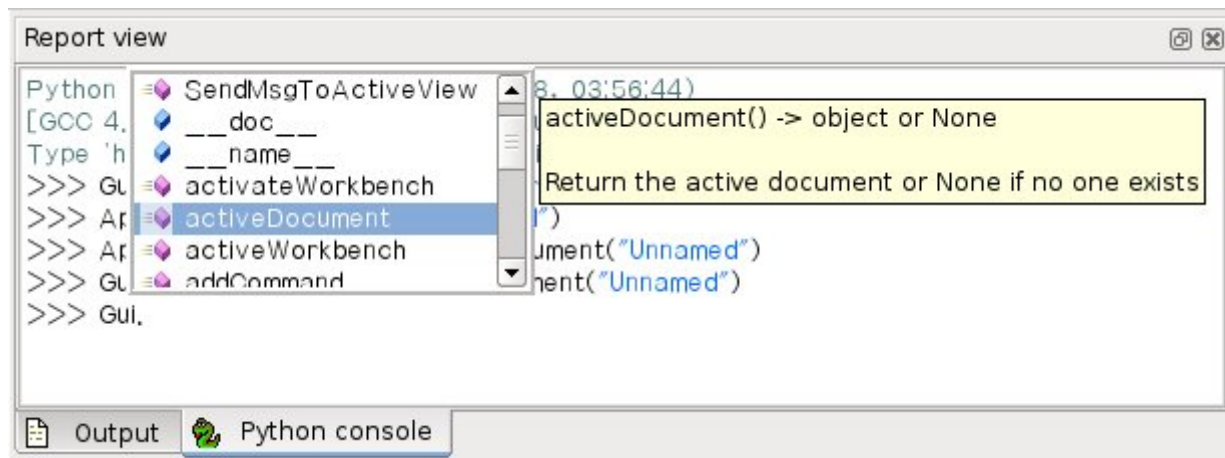 Report view
Python
8, 03:56:44)
[GCC 4.
Type 'h
>>> Gu
>>> Ap
")
>>> Ap
ument("Unnamed")
>>> Gu
ment("Unnamed")
>>> Gui.
SendMsgToActiveView
__doc__
__name__
activateWorkbench
activeDocument
activeWorkbench
addCommand
activeDocument() -> object or None
Return the active document or None if no one exists
Output
Python console